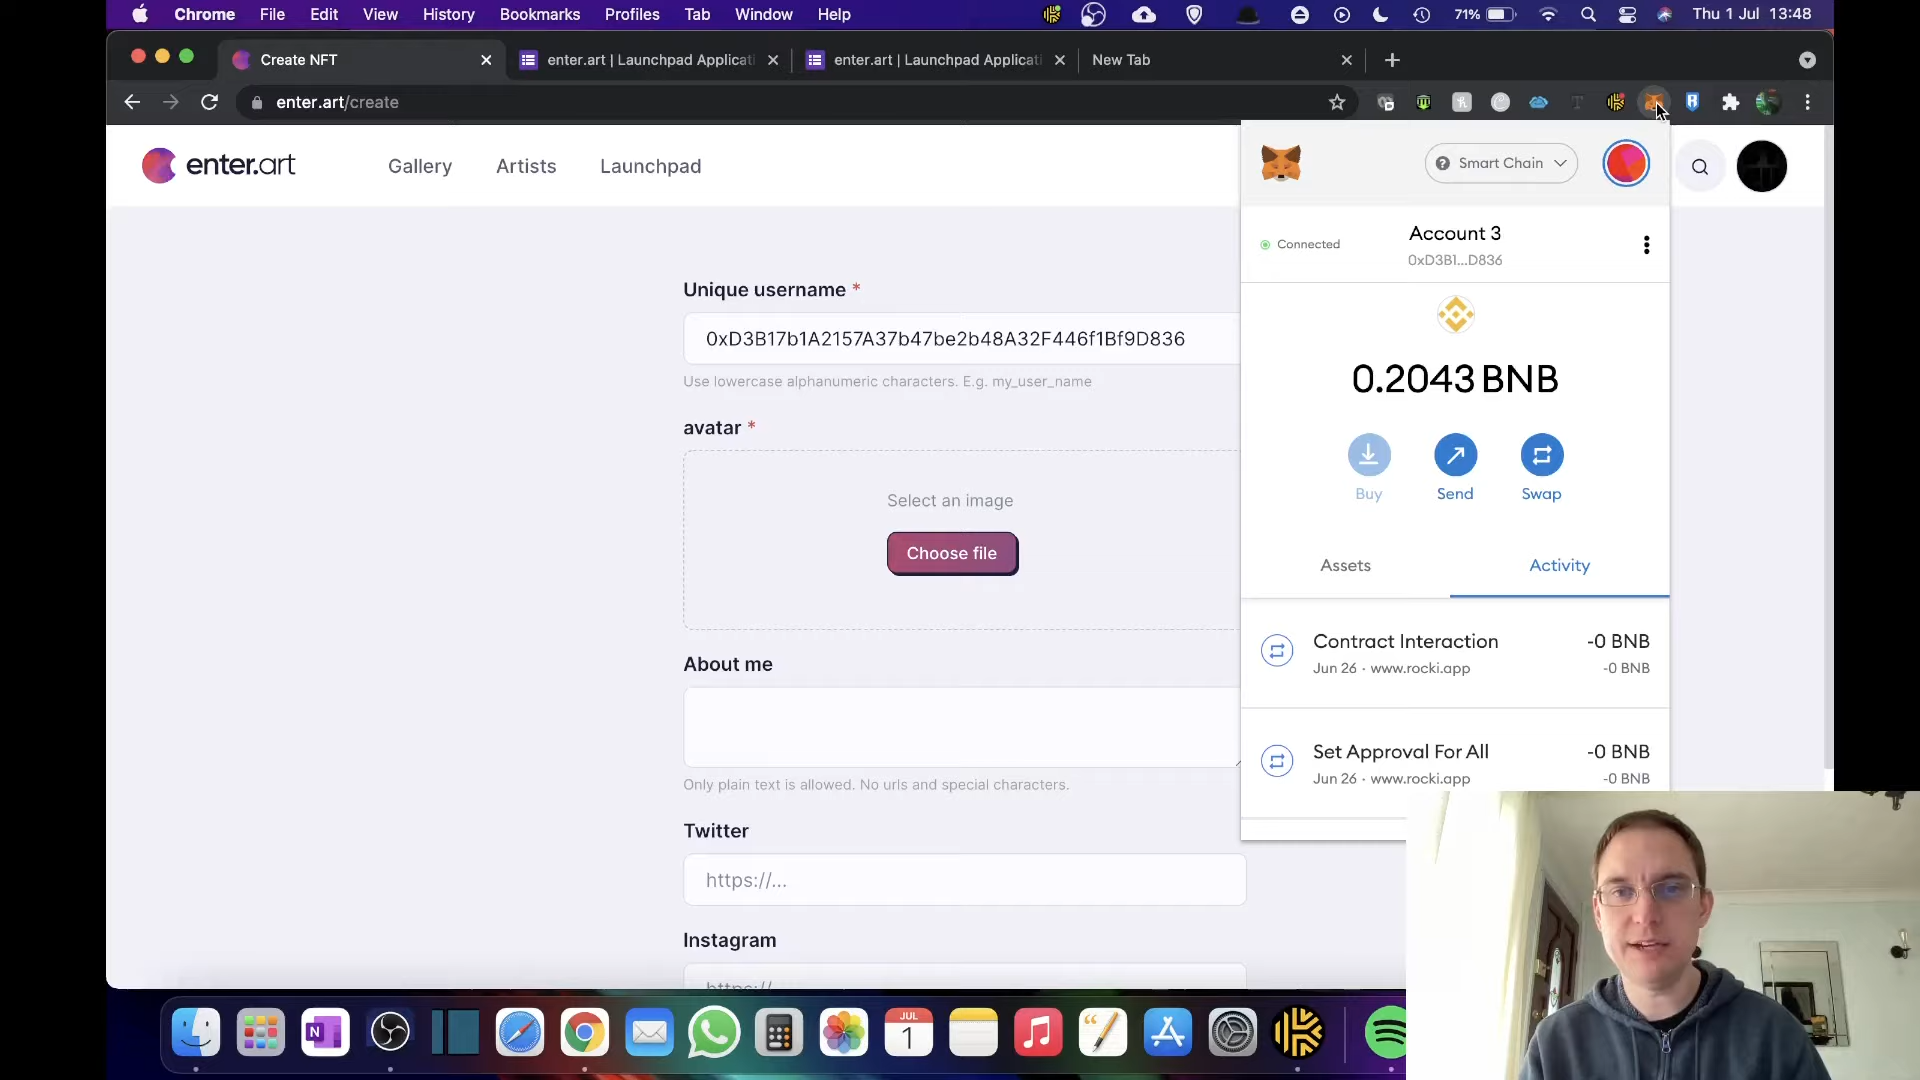 Chrome File Edit View History Bookmarks Profiles Tab Window Help 71% Thu 1 Jul 13:48
Create NFT
enter.art | Launchpad Applicati
enter.art | Launchpad Applicati
New Tab
enter.art/create
enter.art
Gallery
Artists
Launchpad
Smart Chain
Connected
Account 3
0xD3B1...D836
0.2043 BNB
Buy
Send
Swap
Assets
Activity
Contract Interaction
-0 BNB
Jun 26 · www.rocki.app
-0 BNB
Set Approval For All
-0 BNB
Jun 26 · www.rocki.app
-0 BNB
Unique username *
0xD3B17b1A2157A37b47be2b48A32F446f1Bf9D836
Use lowercase alphanumeric characters. E.g. my_user_name
avatar *
Select an image
Choose file
About me
Only plain text is allowed. No urls and special characters.
Twitter
https://...
Instagram
JUL
1